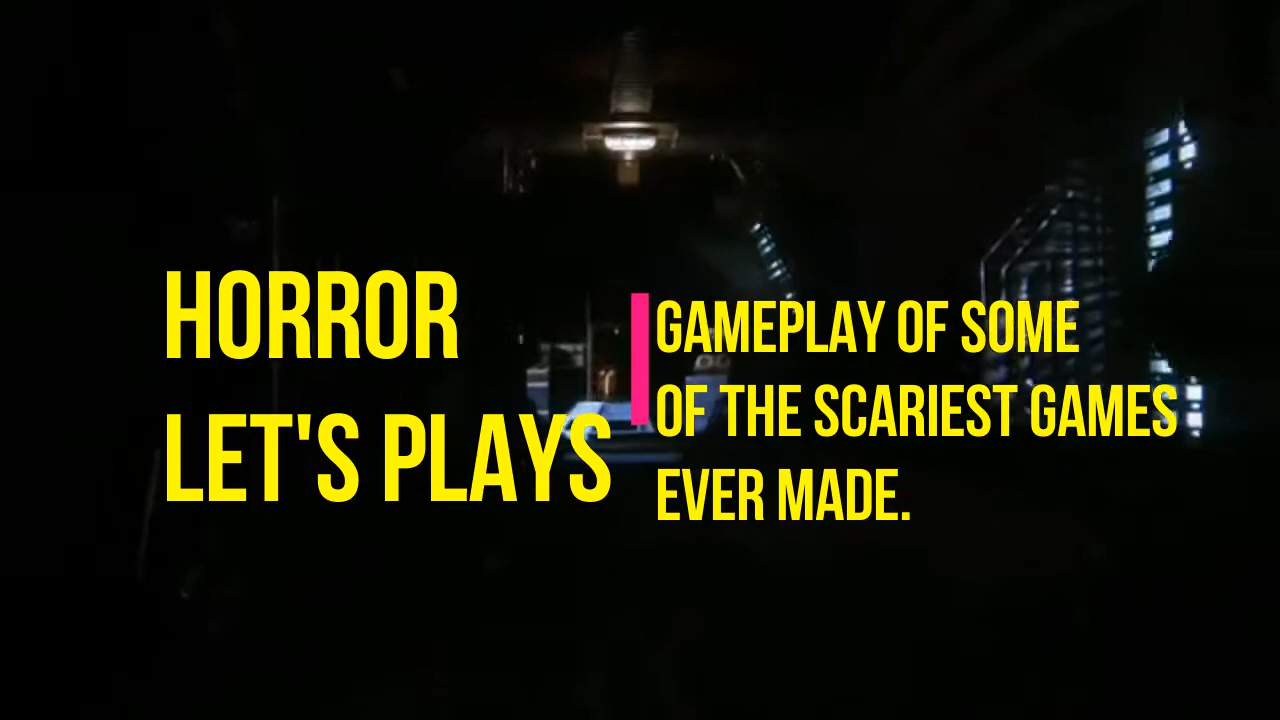 HORROR
LET'S PLAYS
GAMEPLAY OF SOME
OF THE SCARIEST GAMES
EVER MADE.